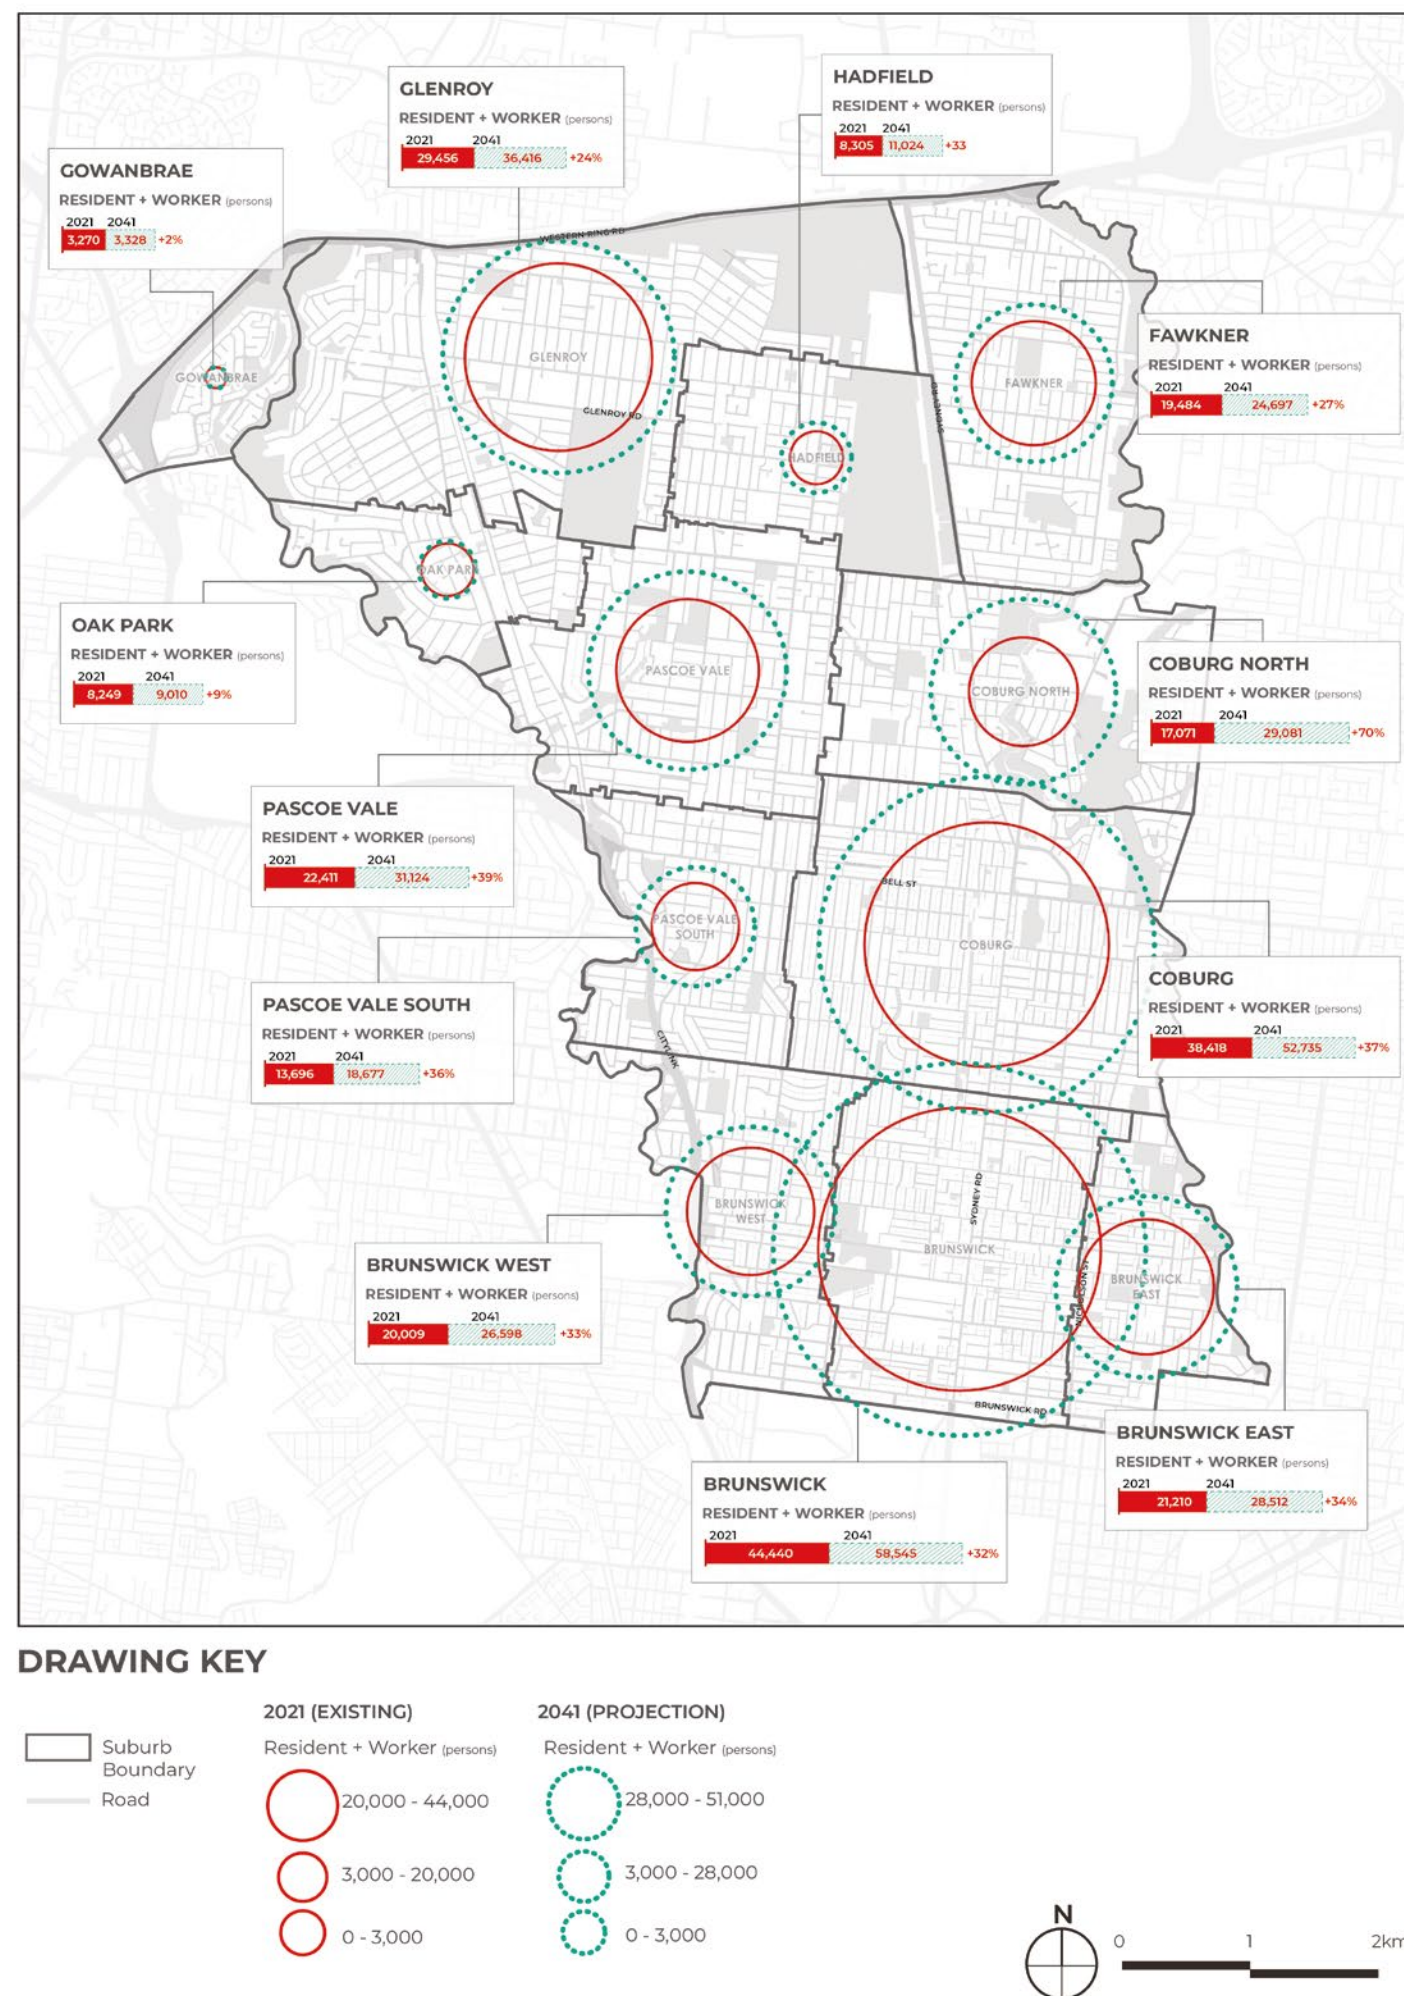 GLENROY
RESIDENT + WORKER (persons)
2021 2041
29,456 36,416 +24%
HADFIELD
RESIDENT + WORKER (persons)
2021 2041
8,305 11,024 +33
GOWANBRAE
RESIDENT + WORKER (persons)
2021 2041
3,270 3,328 +2%
WESTERN RING RD
FAWKNER
RESIDENT + WORKER (persons)
2021 2041
19,484 24,697 +27%
GLENROY
GOWANBRAE
FAWKNER
GLENROY RD
SYDNEY RD
HADFIELD
OAK PARK
OAK PARK
RESIDENT + WORKER (persons)
2021 2041
8,249 9,010 +9%
PASCOE VALE
COBURG NORTH
COBURG NORTH
RESIDENT + WORKER (persons)
2021 2041
17,071 29,081 +70%
PASCOE VALE
RESIDENT + WORKER (persons)
2021 2041
22,411 31,124 +39%
BELL ST
PASCOE VALE
SOUTH
COBURG
COBURG
RESIDENT + WORKER (persons)
2021 2041
38,418 52,735 +37%
PASCOE VALE SOUTH
RESIDENT + WORKER (persons)
2021 2041
13,696 18,677 +36%
CITYLINK
BRUNSWICK
WEST
SYDNEY RD
BRUNSWICK
NICHOLSON ST
BRUNSWICK
EAST
BRUNSWICK WEST
RESIDENT + WORKER (persons)
2021 2041
20,009 26,598 +33%
BRUNSWICK RD
BRUNSWICK EAST
RESIDENT + WORKER (persons)
2021 2041
21,210 28,512 +34%
BRUNSWICK
RESIDENT + WORKER (persons)
2021 2041
44,440 58,545 +32%
DRAWING KEY
Suburb
Boundary
Road
2021 (EXISTING)
Resident + Worker (persons)
20,000 - 44,000
3,000 - 20,000
0 - 3,000
2041 (PROJECTION)
Resident + Worker (persons)
28,000 - 51,000
3,000 - 28,000
0 - 3,000
N
0 1 2km